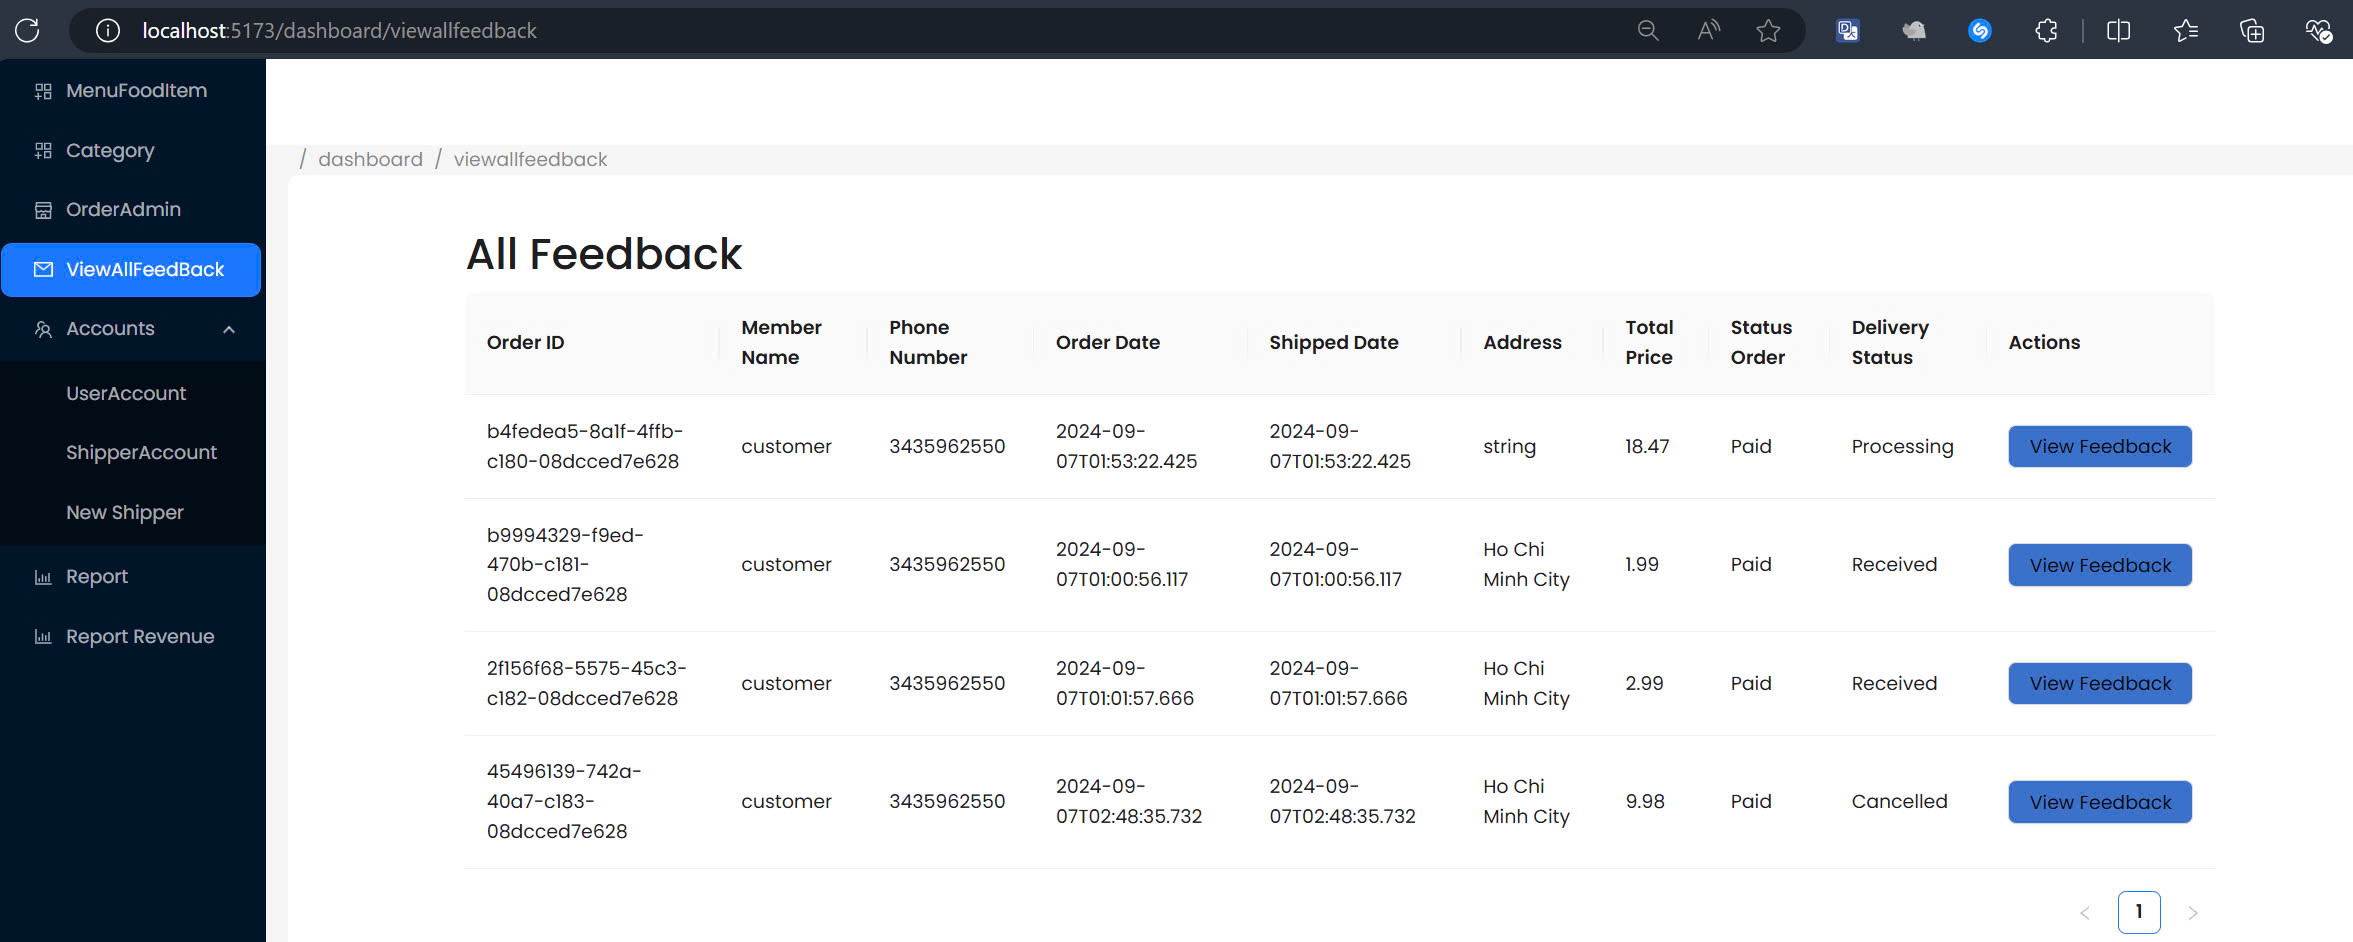 localhost:5173/dashboard/viewallfeedback
MenuFoodItem
Category
OrderAdmin
ViewAllFeedBack
Accounts
UserAccount
ShipperAccount
New Shipper
Report
Report Revenue
/ dashboard / viewallfeedback
All Feedback
Order ID
Member
Name
Phone
Number
Order Date
Shipped Date
Address
Total
Price
Status
Order
Delivery
Status
Actions
b4fedea5-8a1f-4ffb-
c180-08dcced7e628
customer
3435962550
2024-09-
07T01:53:22.425
2024-09-
07T01:53:22.425
string
18.47
Paid
Processing
View Feedback
b9994329-f9ed-
470b-c181-
08dcced7e628
customer
3435962550
2024-09-
07T01:00:56.117
2024-09-
07T01:00:56.117
Ho Chi
Minh City
1.99
Paid
Received
View Feedback
2f156f68-5575-45c3-
c182-08dcced7e628
customer
3435962550
2024-09-
07T01:01:57.666
2024-09-
07T01:01:57.666
Ho Chi
Minh City
2.99
Paid
Received
View Feedback
45496139-742a-
40a7-c183-
08dcced7e628
customer
3435962550
2024-09-
07T02:48:35.732
2024-09-
07T02:48:35.732
Ho Chi
Minh City
9.98
Paid
Cancelled
View Feedback
< 1 >